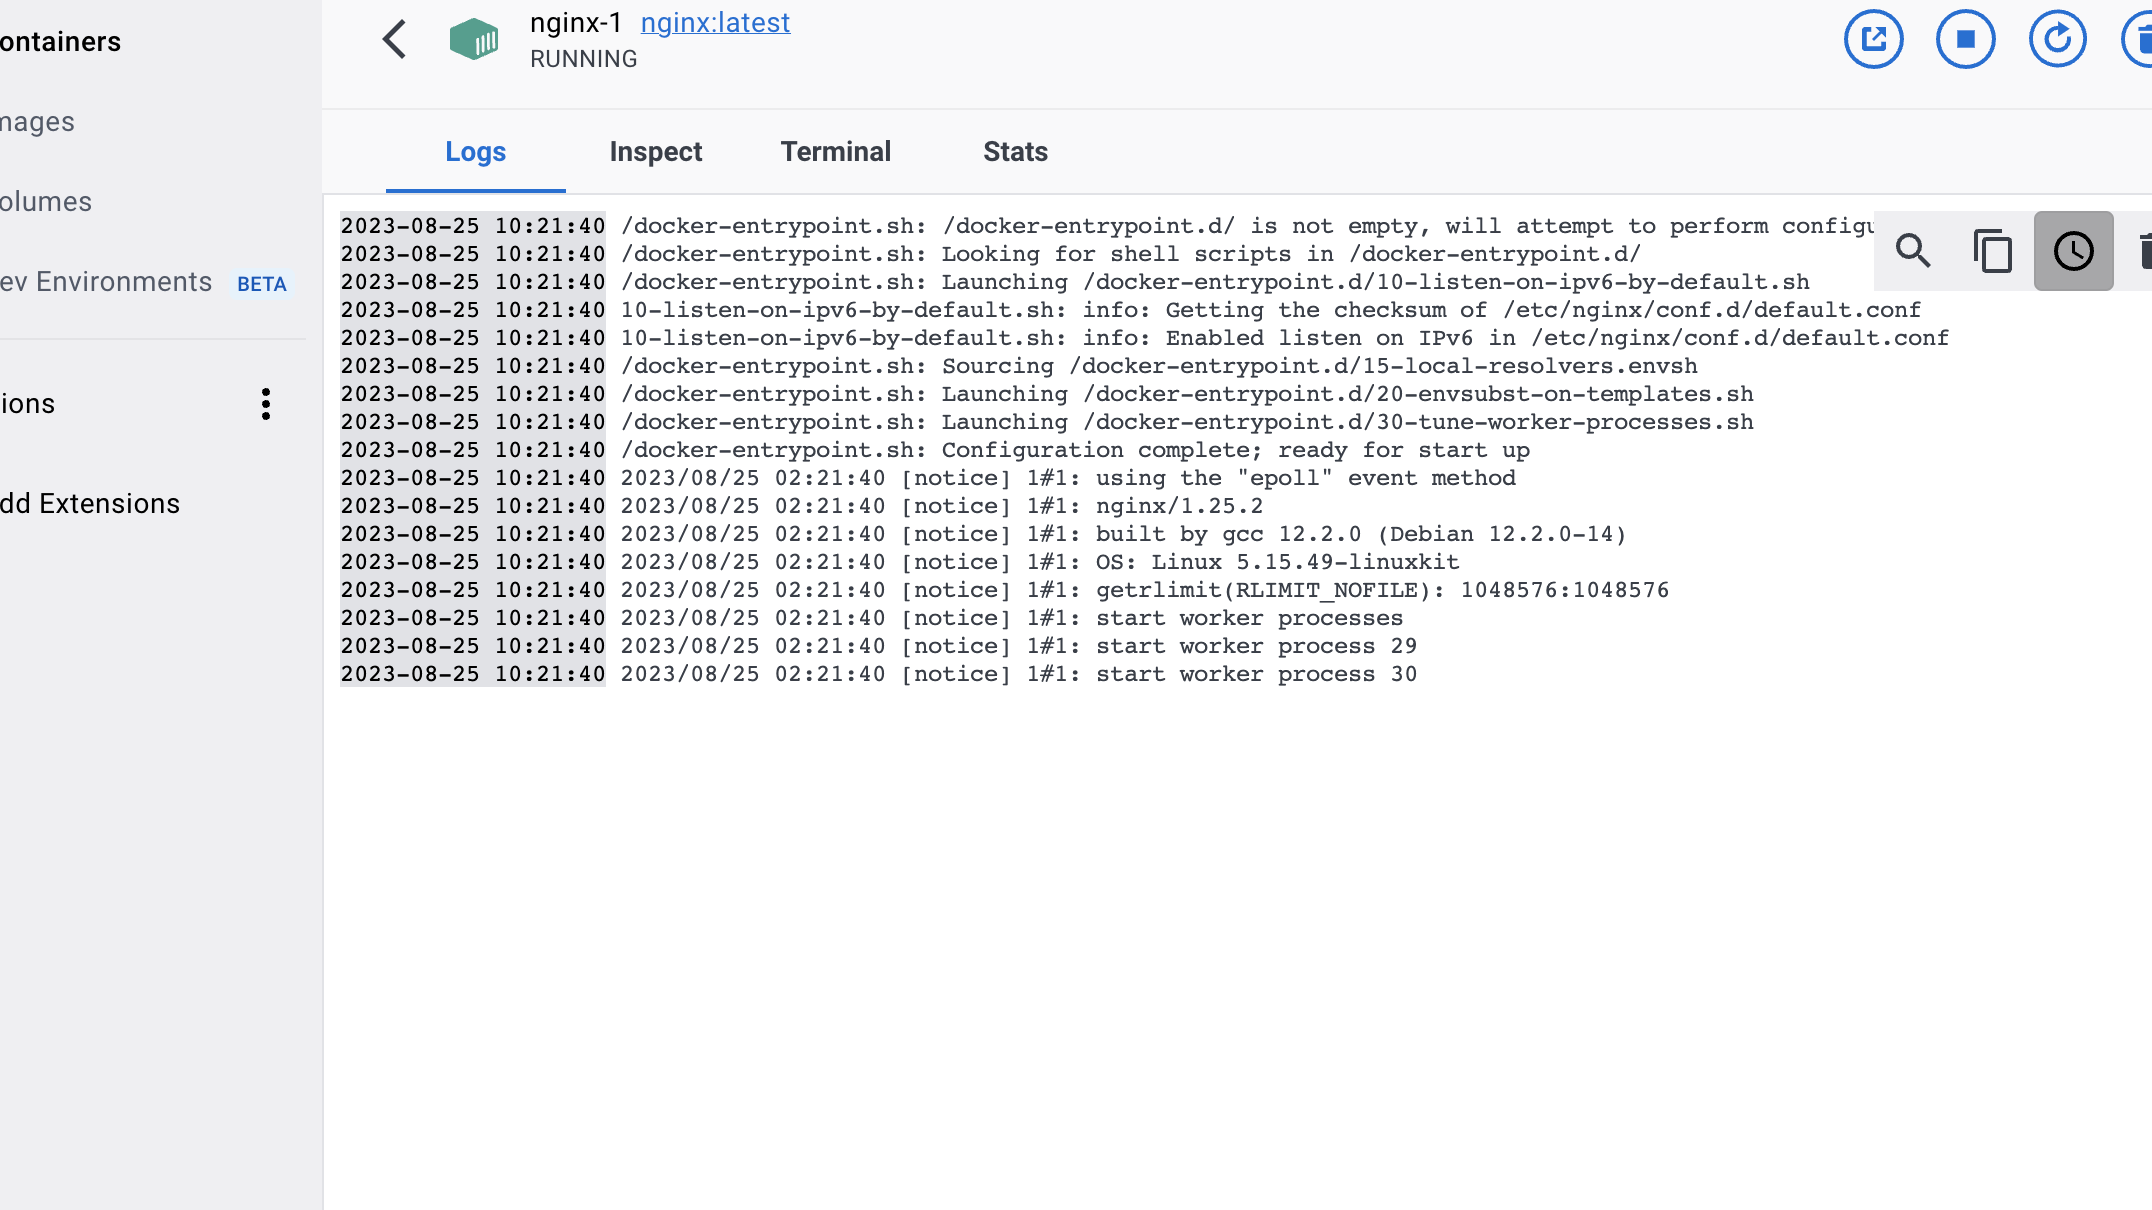 ontainers
mages
olumes
ev Environments BETA
ions
dd Extensions
nginx-1 nginx:latest
RUNNING
Logs Inspect Terminal Stats
2023-08-25 10:21:40 /docker-entrypoint.sh: /docker-entrypoint.d/ is not empty, will attempt to perform configu
2023-08-25 10:21:40 /docker-entrypoint.sh: Looking for shell scripts in /docker-entrypoint.d/
2023-08-25 10:21:40 /docker-entrypoint.sh: Launching /docker-entrypoint.d/10-listen-on-ipv6-by-default.sh
2023-08-25 10:21:40 10-listen-on-ipv6-by-default.sh: info: Getting the checksum of /etc/nginx/conf.d/default.conf
2023-08-25 10:21:40 10-listen-on-ipv6-by-default.sh: info: Enabled listen on IPv6 in /etc/nginx/conf.d/default.conf
2023-08-25 10:21:40 /docker-entrypoint.sh: Sourcing /docker-entrypoint.d/15-local-resolvers.envsh
2023-08-25 10:21:40 /docker-entrypoint.sh: Launching /docker-entrypoint.d/20-envsubst-on-templates.sh
2023-08-25 10:21:40 /docker-entrypoint.sh: Launching /docker-entrypoint.d/30-tune-worker-processes.sh
2023-08-25 10:21:40 /docker-entrypoint.sh: Configuration complete; ready for start up
2023-08-25 10:21:40 2023/08/25 02:21:40 [notice] 1#1: using the "epoll" event method
2023-08-25 10:21:40 2023/08/25 02:21:40 [notice] 1#1: nginx/1.25.2
2023-08-25 10:21:40 2023/08/25 02:21:40 [notice] 1#1: built by gcc 12.2.0 (Debian 12.2.0-14)
2023-08-25 10:21:40 2023/08/25 02:21:40 [notice] 1#1: OS: Linux 5.15.49-linuxkit
2023-08-25 10:21:40 2023/08/25 02:21:40 [notice] 1#1: getrlimit(RLIMIT_NOFILE): 1048576:1048576
2023-08-25 10:21:40 2023/08/25 02:21:40 [notice] 1#1: start worker processes
2023-08-25 10:21:40 2023/08/25 02:21:40 [notice] 1#1: start worker process 29
2023-08-25 10:21:40 2023/08/25 02:21:40 [notice] 1#1: start worker process 30